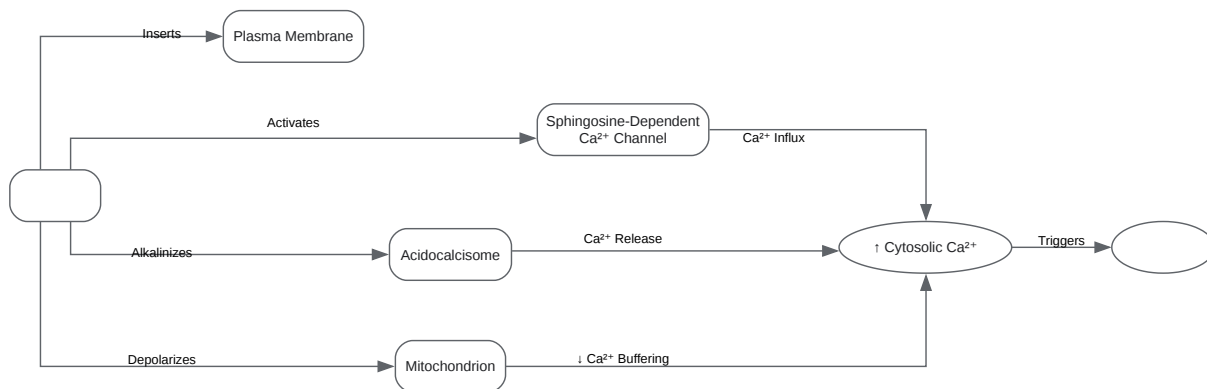 Inserts
Plasma Membrane
Activates
Sphingosine-Dependent
Ca²⁺ Channel
Ca²⁺ Influx
Alkalinizes
Acidocalcisome
Ca²⁺ Release
↑ Cytosolic Ca²⁺
Triggers
Depolarizes
Mitochondrion
↓ Ca²⁺ Buffering